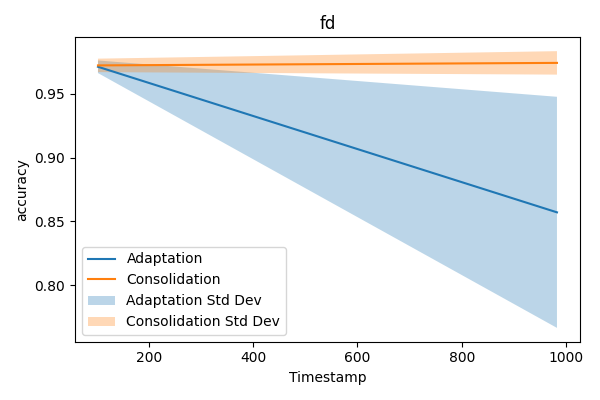 fd
accuracy
0.95
0.90
0.85
0.80
Adaptation
Consolidation
Adaptation Std Dev
Consolidation Std Dev
200
400
600
800
1000
Timestamp